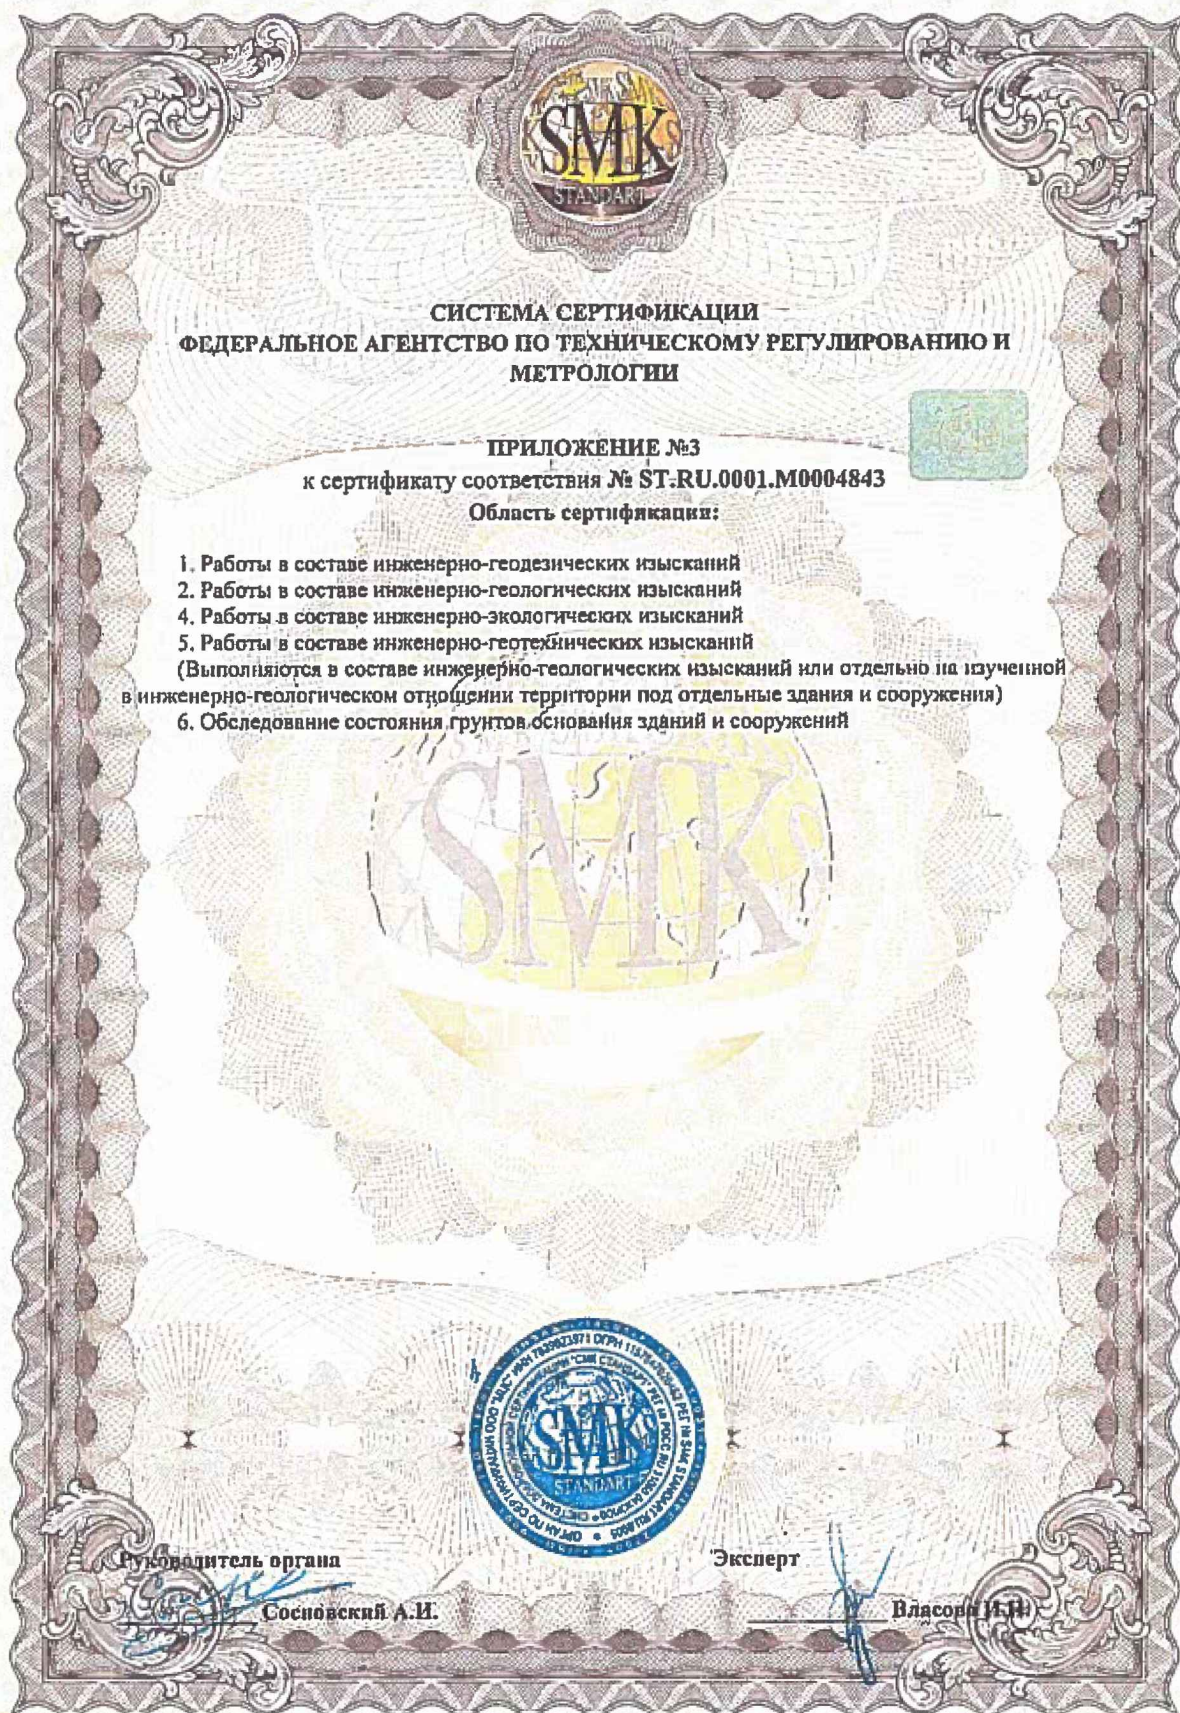 SMK
STANDART
СИСТЕМА СЕРТИФИКАЦИИ
ФЕДЕРАЛЬНОЕ АГЕНТСТВО ПО ТЕХНИЧЕСКОМУ РЕГУЛИРОВАНИЮ И
МЕТРОЛОГИИ
ПРИЛОЖЕНИЕ №3
к сертификату соответствия № ST-RU.0001.M0004843
Область сертификации:
1. Работы в составе инженерно-геодезических изысканий
2. Работы в составе инженерно-геологических изысканий
4. Работы в составе инженерно-экологических изысканий
5. Работы в составе инженерно-геотехнических изысканий
(Выполняются в составе инженерно-геологических изысканий или отдельно на изученной
в инженерно-геологическом отношении территории под отдельные здания и сооружения)
6. Обследование состояния грунтов основания зданий и сооружений
SMK
SMK
STANDART
Руководитель органа
Эксперт
Сосновский А.И.
Власова